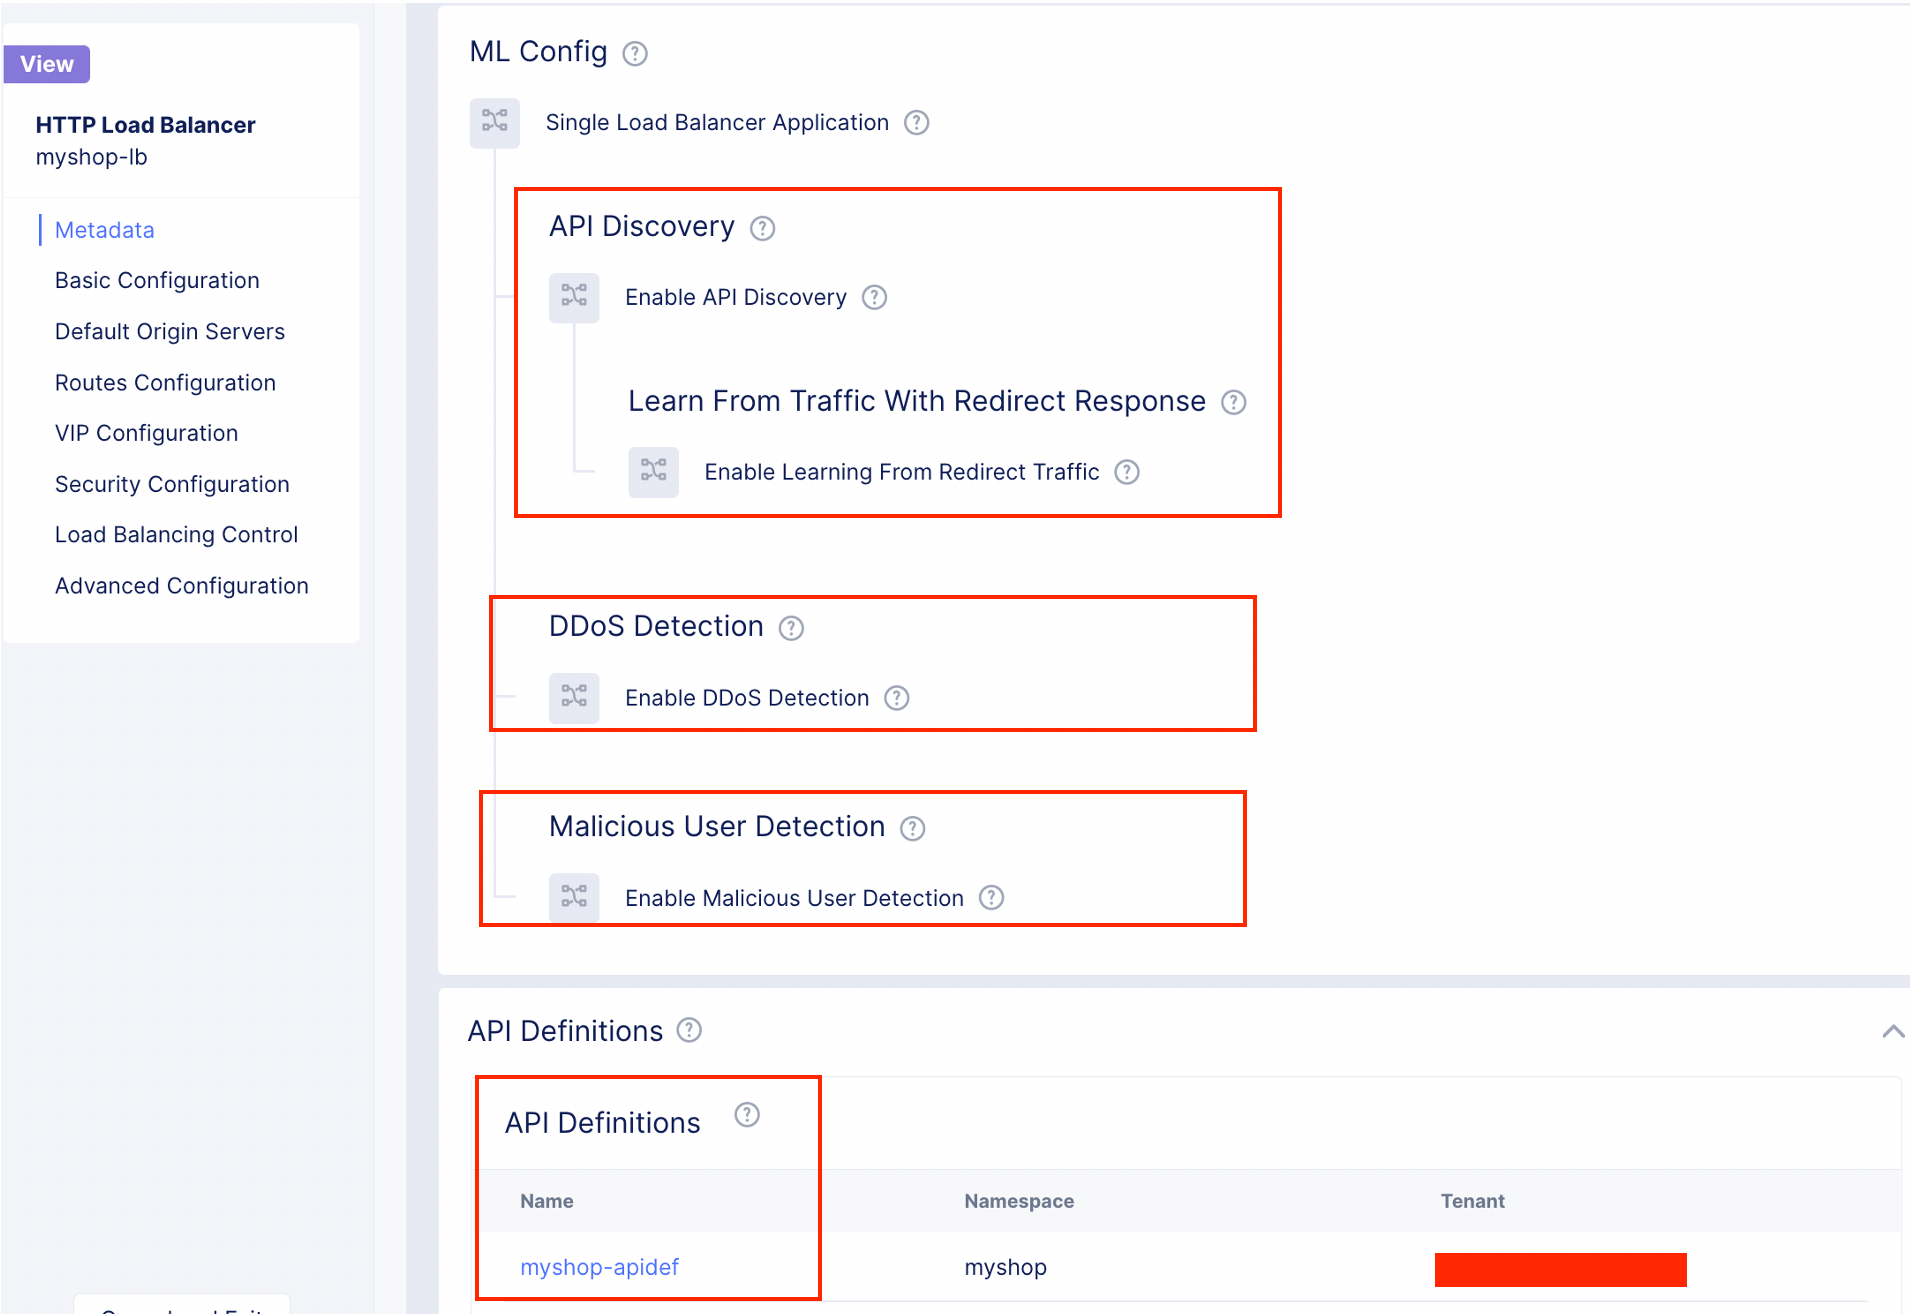 View
HTTP Load Balancer
myshop-lb
Metadata
Basic Configuration
Default Origin Servers
Routes Configuration
VIP Configuration
Security Configuration
Load Balancing Control
Advanced Configuration
ML Config
Single Load Balancer Application
API Discovery
Enable API Discovery
Learn From Traffic With Redirect Response
Enable Learning From Redirect Traffic
DDoS Detection
Enable DDoS Detection
Malicious User Detection
Enable Malicious User Detection
API Definitions
API Definitions
Name Namespace Tenant
myshop-apidef myshop